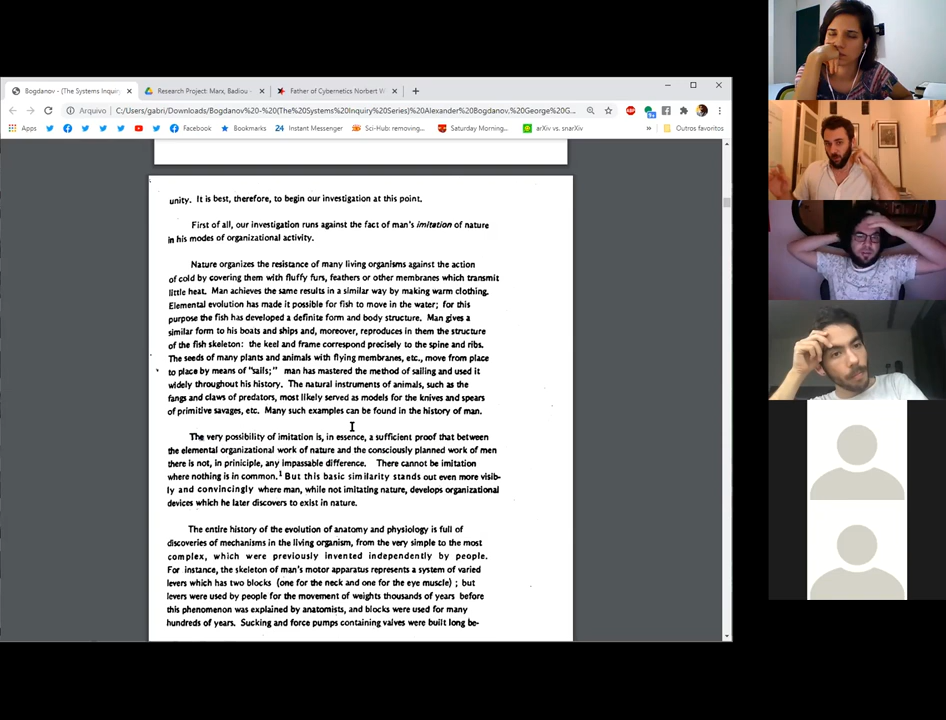 Bogdanov - (The Systems Inquiry
Research Project: Marx, Badiou -
Father of Cybernetics Norbert W
Arquivo | C:/Users/gabri/Downloads/Bogdanov%20-%20(The%20Systems%20Inquiry%20Series)%20Alexander%20Bogdanov,%20George%20G...
Apps Facebook Bookmarks 24 Instant Messenger Sci-Hub: removing... Saturday Morning... arXiv vs. snarXiv » Outros favoritos
unity. It is best, therefore, to begin our investigation at this point.
First of all, our investigation runs against the fact of man's imitation of nature
in his modes of organizational activity.
Nature organizes the resistance of many living organisms against the action
of cold by covering them with fluffy furs, feathers or other membranes which transmit
little heat. Man achieves the same results in a similar way by making warm clothing.
Elemental evolution has made it possible for fish to move in the water; for this
purpose the fish has developed a definite form and body structure. Man gives a
similar form to his boats and ships and, moreover, reproduces in them the structure
of the fish skeleton: the keel and frame correspond precisely to the spine and ribs.
The seeds of many plants and animals with flying membranes, etc., move from place
to place by means of "sails;" man has mastered the method of sailing and used it
widely throughout his history. The natural instruments of animals, such as the
fangs and claws of predators, most likely served as models for the knives and spears
of primitive savages, etc. Many such examples can be found in the history of man.
The very possibility of imitation is, in essence, a sufficient proof that between
the elemental organizational work of nature and the consciously planned work of men
there is not, in priniciple, any impassable difference. There cannot be imitation
where nothing is in common.1 But this basic similarity stands out even more visib-
ly and convincingly where man, while not imitating nature, develops organizational
devices which he later discovers to exist in nature.
The entire history of the evolution of anatomy and physiology is full of
discoveries of mechanisms in the living organism, from the very simple to the most
complex, which were previously invented independently by people.
For instance, the skeleton of man's motor apparatus represents a system of varied
levers which has two blocks (one for the neck and one for the eye muscle) ; but
levers were used by people for the movement of weights thousands of years before
this phenomenon was explained by anatomists, and blocks were used for many
hundreds of years. Sucking and force pumps containing valves were built long be-